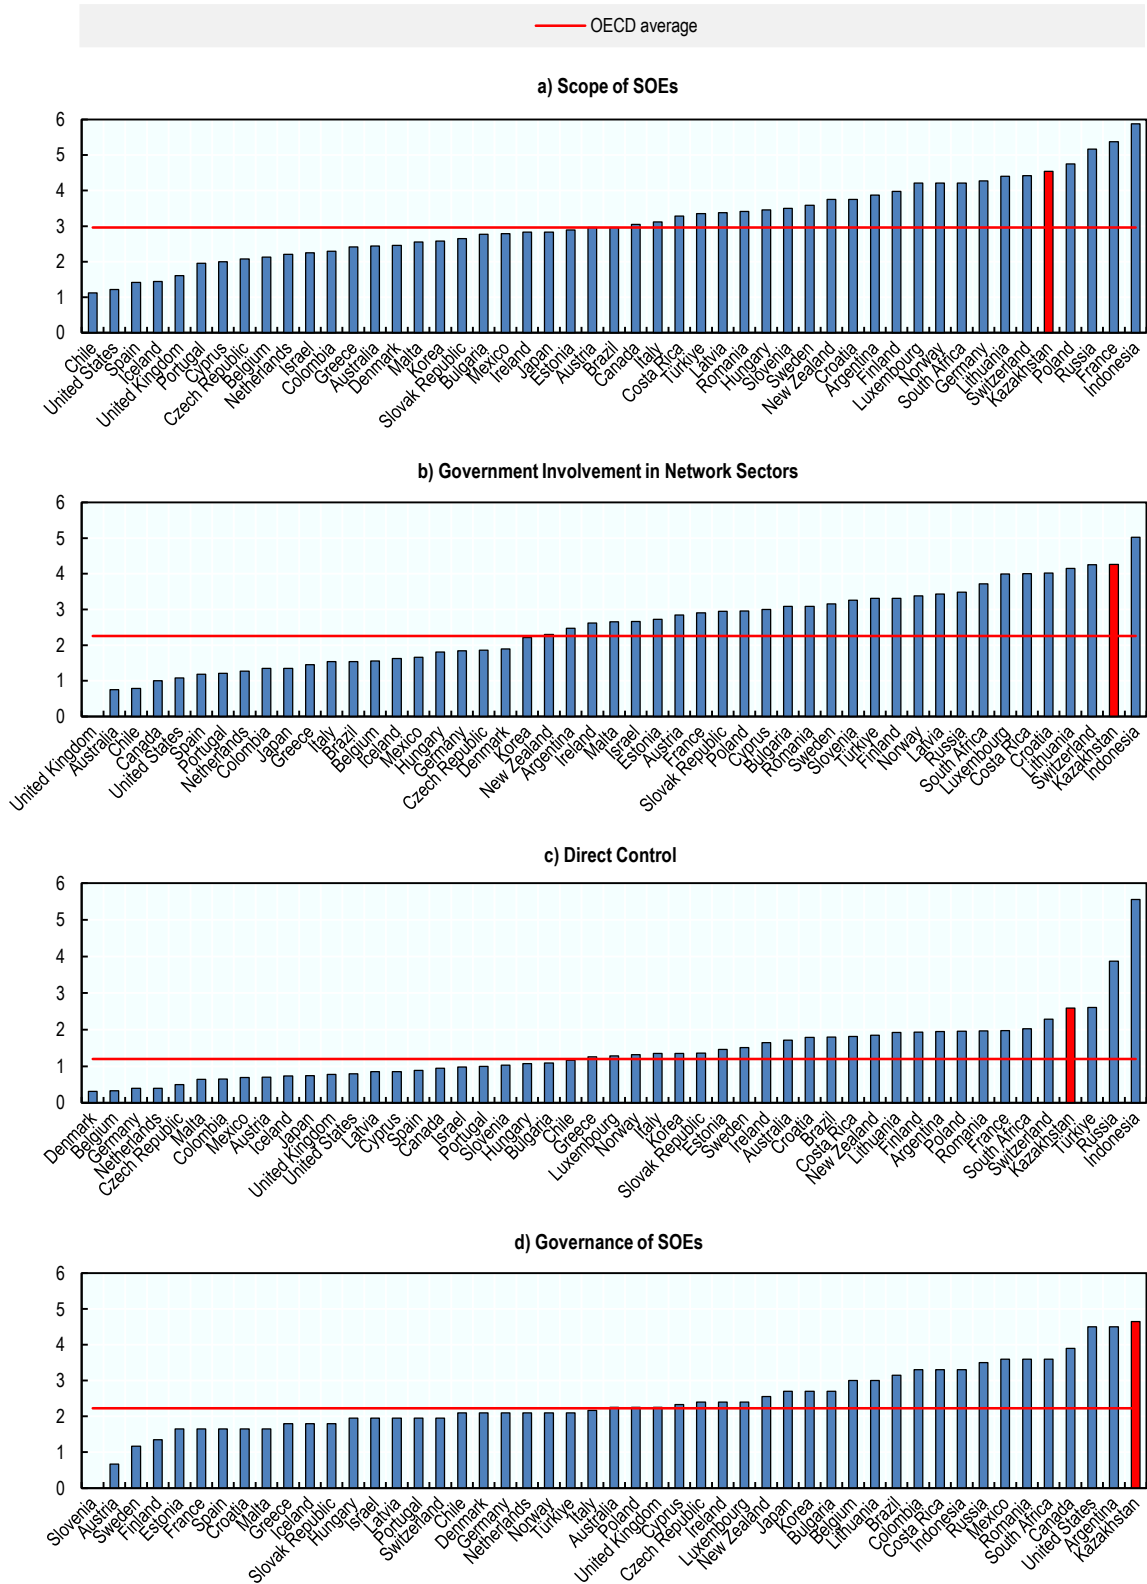 OECD average
a) Scope of SOEs
6
5
4
3
2
1
0
Chile
United States
Spain
Iceland
United Kingdom
Portugal
Cyprus
Czech Republic
Belgium
Netherlands
Israel
Colombia
Greece
Australia
Denmark
Malta
Korea
Slovak Republic
Bulgaria
Mexico
Ireland
Japan
Estonia
Austria
Brazil
Canada
Italy
Costa Rica
Türkiye
Latvia
Romania
Hungary
Slovenia
Sweden
New Zealand
Croatia
Argentina
Finland
Luxembourg
Norway
South Africa
Germany
Lithuania
Switzerland
Kazakhstan
Poland
Russia
France
Indonesia
b) Government Involvement in Network Sectors
6
5
4
3
2
1
0
United Kingdom
Australia
Chile
Canada
United States
Spain
Portugal
Netherlands
Colombia
Japan
Greece
Italy
Brazil
Belgium
Iceland
Mexico
Hungary
Germany
Czech Republic
Denmark
Korea
New Zealand
Argentina
Ireland
Malta
Israel
Estonia
Austria
France
Slovak Republic
Poland
Cyprus
Bulgaria
Romania
Sweden
Slovenia
Türkiye
Finland
Norway
Latvia
Russia
South Africa
Luxembourg
Costa Rica
Croatia
Lithuania
Switzerland
Kazakhstan
Indonesia
c) Direct Control
6
5
4
3
2
1
0
Denmark
Belgium
Germany
Netherlands
Czech Republic
Malta
Colombia
Mexico
Austria
Iceland
Japan
United Kingdom
United States
Latvia
Cyprus
Spain
Canada
Israel
Portugal
Slovenia
Hungary
Bulgaria
Chile
Greece
Luxembourg
Norway
Italy
Korea
Slovak Republic
Estonia
Sweden
Ireland
Australia
Croatia
Brazil
Costa Rica
New Zealand
Lithuania
Finland
Argentina
Poland
Romania
France
South Africa
Switzerland
Kazakhstan
Türkiye
Russia
Indonesia
d) Governance of SOEs
6
5
4
3
2
1
0
Slovenia
Austria
Sweden
Finland
Estonia
France
Spain
Croatia
Malta
Greece
Iceland
Slovak Republic
Hungary
Israel
Latvia
Portugal
Switzerland
Chile
Denmark
Germany
Netherlands
Norway
Türkiye
Italy
Australia
Poland
United Kingdom
Cyprus
Czech Republic
Ireland
Luxembourg
New Zealand
Japan
Korea
Bulgaria
Belgium
Lithuania
Brazil
Colombia
Costa Rica
Indonesia
Russia
Mexico
Romania
South Africa
Canada
United States
Argentina
Kazakhstan